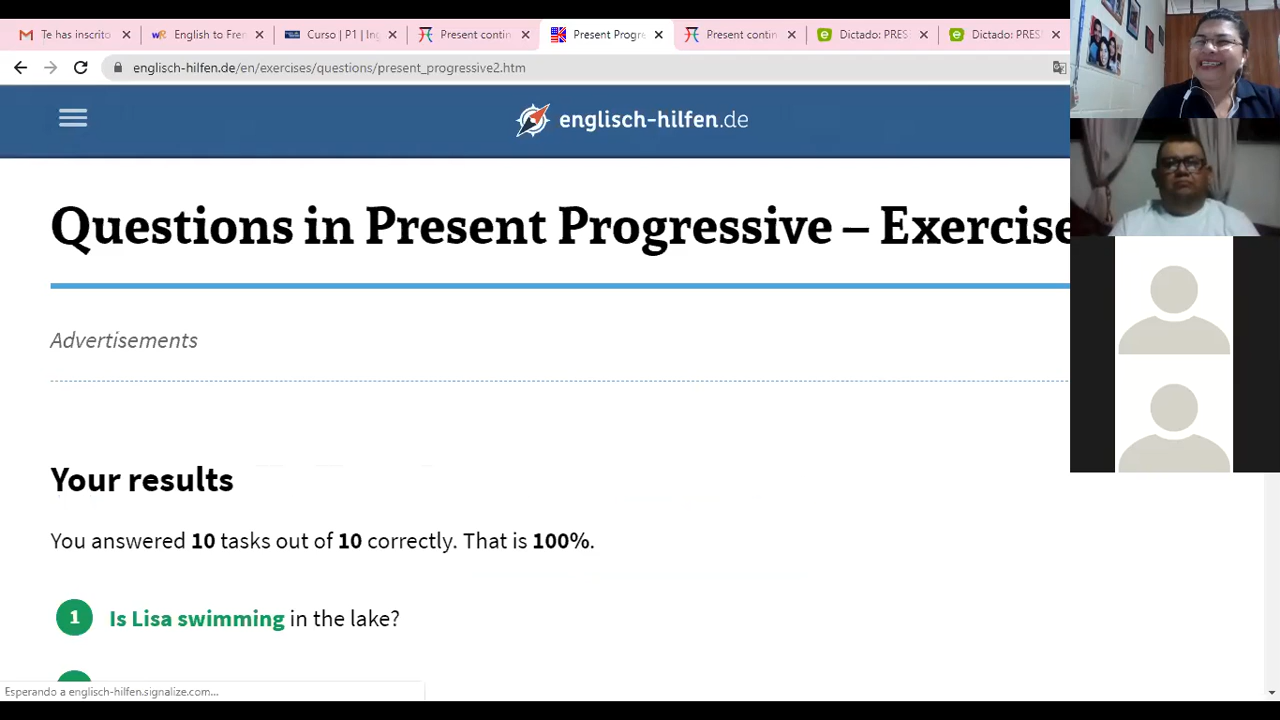 Te has inscrito
English to Fren
Curso | P1 | In
Present contin
Present Progre
Present contin
Dictado: PRES
Dictado: PRES
englisch-hilfen.de/en/exercises/questions/present_progressive2.htm
englisch-hilfen.de
Questions in Present Progressive – Exercise
Advertisements
Your results
You answered 10 tasks out of 10 correctly. That is 100%.
1 Is Lisa swimming in the lake?
Esperando a englisch-hilfen.signalize.com...